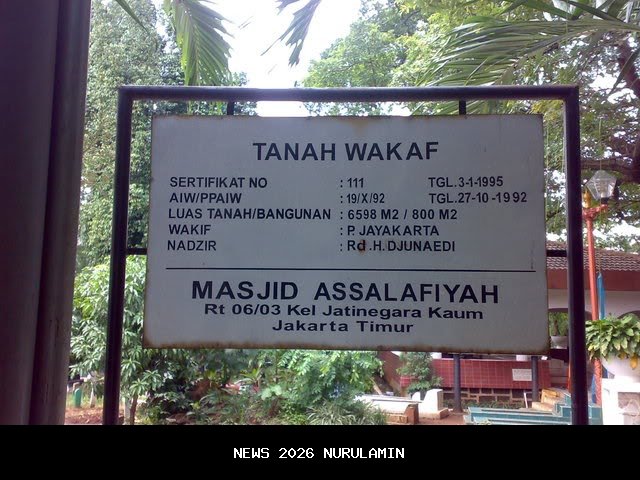 TANAH WAKAF
SERTIFIKAT NO : 111 TGL.3-1-1995
AIW/PPAIW : 19/X/92 TGL.27-10-1992
LUAS TANAH/BANGUNAN : 6598 M2 / 800 M2
WAKIF : P. JAYAKARTA
NADZIR : Rd .H.DJUNAEDI
MASJID ASSALAFIYAH
Rt 06/03 Kel Jatinegara Kaum
Jakarta Timur
NEWS 2026 NURULAMIN